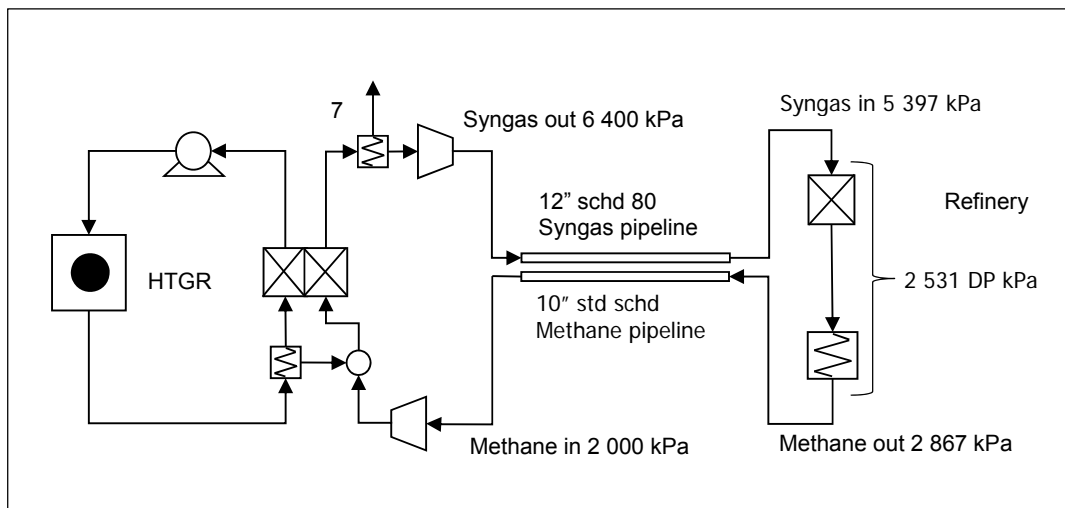 7
Syngas out 6 400 kPa
Syngas in 5 397 kPa
12” schd 80
Syngas pipeline
Refinery
HTGR
2 531 DP kPa
10″ std schd
Methane pipeline
Methane in 2 000 kPa
Methane out 2 867 kPa